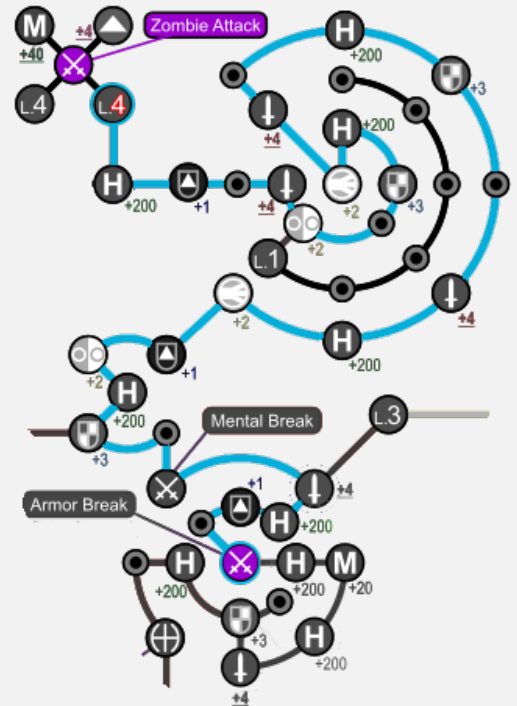 M
Zombie Attack
+4
+40
H
+200
L.4
L.4
+3
+4
H
+200
H
+200
+1
+4
+2
+3
+2
L.1
+2
+4
H
+200
+2
+1
H
+200
+3
Mental Break
L.3
+4
+1
Armor Break
H
+200
H
+200
H
+200
M
+20
+3
H
+200
+4